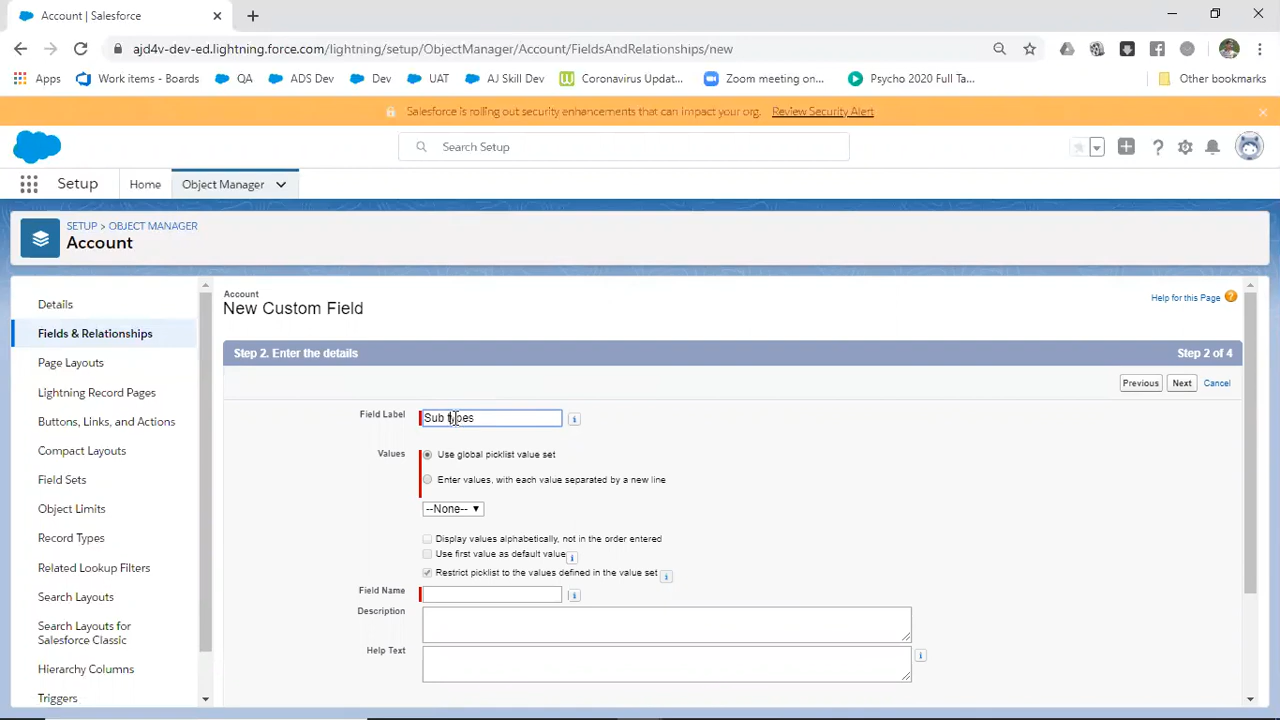 Account | Salesforce
ajd4v-dev-ed.lightning.force.com/lightning/setup/ObjectManager/Account/FieldsAndRelationships/new
Apps Work items - Boards QA ADS Dev Dev UAT AJ Skill Dev Coronavirus Updat... Zoom meeting on... Psycho 2020 Full Ta... Other bookmarks
Salesforce is rolling out security enhancements that can impact your org. Review Security Alert
Search Setup
Setup Home Object Manager
SETUP > OBJECT MANAGER
Account
Details
Fields & Relationships
Page Layouts
Lightning Record Pages
Buttons, Links, and Actions
Compact Layouts
Field Sets
Object Limits
Record Types
Related Lookup Filters
Search Layouts
Search Layouts for
Salesforce Classic
Hierarchy Columns
Triggers
Account
New Custom Field
Help for this Page
Step 2. Enter the details Step 2 of 4
Previous Next Cancel
Field Label Sub types
Values Use global picklist value set
Enter values, with each value separated by a new line
--None--
Display values alphabetically, not in the order entered
Use first value as default value
Restrict picklist to the values defined in the value set
Field Name
Description
Help Text